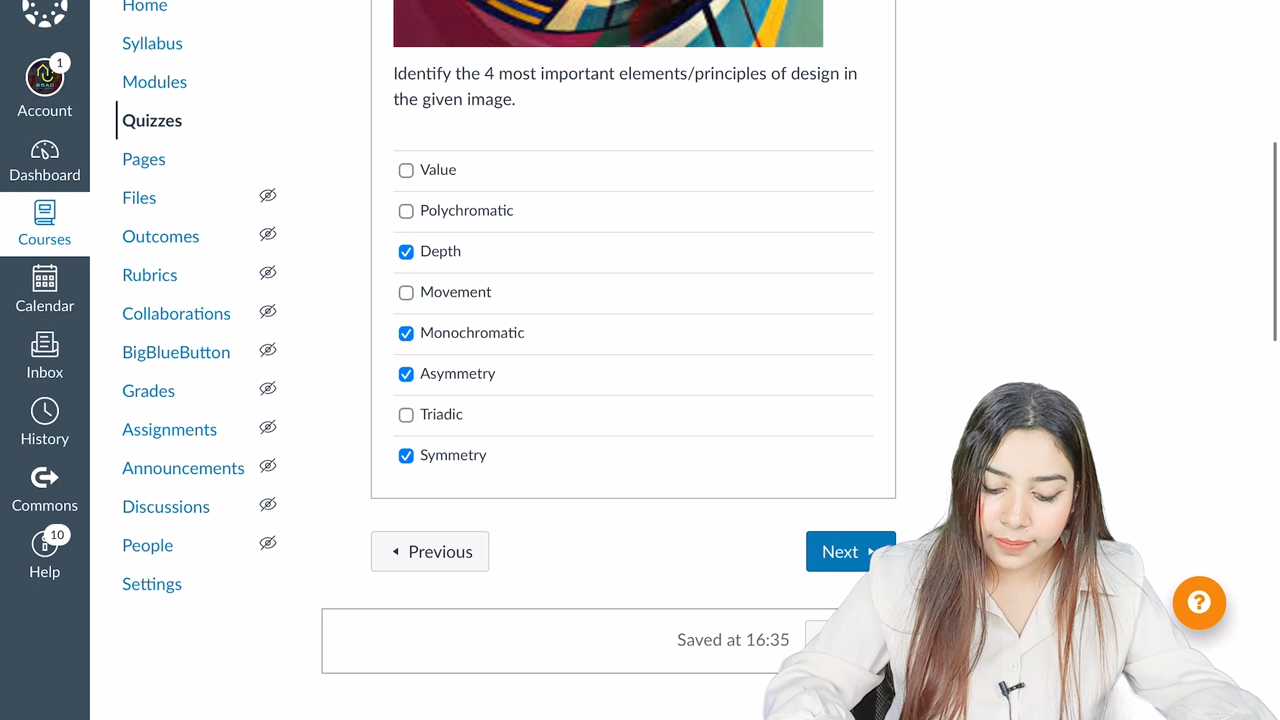 Home
Syllabus
Modules
Quizzes
Pages
Files
Outcomes
Rubrics
Collaborations
BigBlueButton
Grades
Assignments
Announcements
Discussions
People
Settings
1
Account
Dashboard
Courses
Calendar
Inbox
History
Commons
10
Help
Identify the 4 most important elements/principles of design in
the given image.
Value
Polychromatic
Depth
Movement
Monochromatic
Asymmetry
Triadic
Symmetry
Previous
Next
Saved at 16:35
?